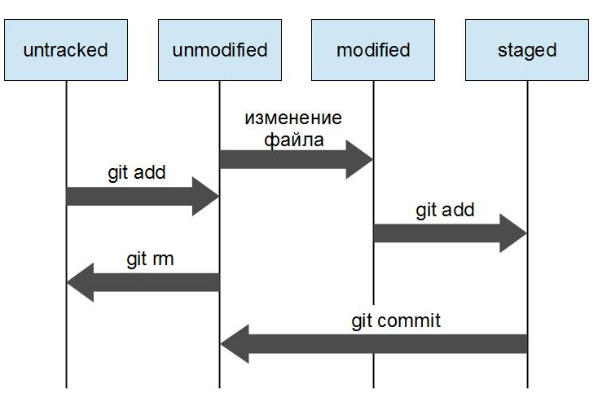 untracked
unmodified
modified
staged
изменение
файла
git add
git add
git rm
git commit